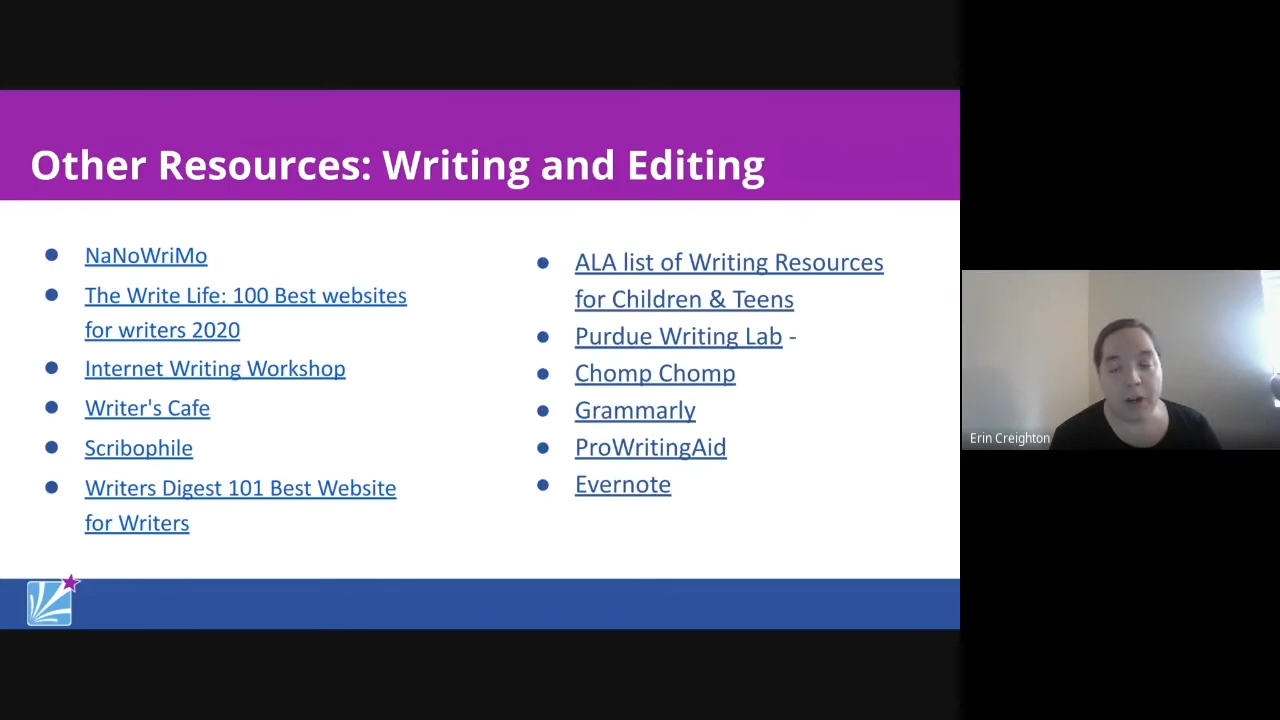 Other Resources: Writing and Editing
NaNoWriMo
The Write Life: 100 Best websites
for writers 2020
Internet Writing Workshop
Writer's Cafe
Scribophile
Writers Digest 101 Best Website
for Writers
ALA list of Writing Resources
for Children & Teens
Purdue Writing Lab -
Chomp Chomp
Grammarly
ProWritingAid
Evernote
Erin Creighton